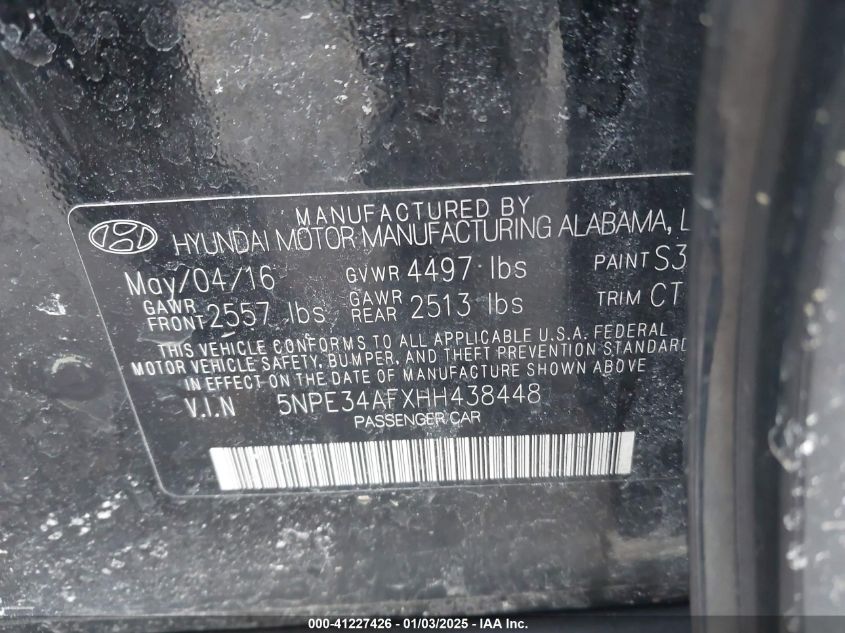 MANUFACTURED BY
HYUNDAI MOTOR MANUFACTURING ALABAMA, L
May/04/16 GVWR 4497 lbs PAINT S3
GAWR FRONT 2557 lbs GAWR REAR 2513 lbs TRIM CT
THIS VEHICLE CONFORMS TO ALL APPLICABLE U.S.A. FEDERAL
MOTOR VEHICLE SAFETY, BUMPER, AND THEFT PREVENTION STANDARD
IN EFFECT ON THE DATE OF MANUFACTURE SHOWN ABOVE
V.I.N 5NPE34AFXHH438448
PASSENGER CAR
000-41227426 - 01/03/2025 - IAA Inc.